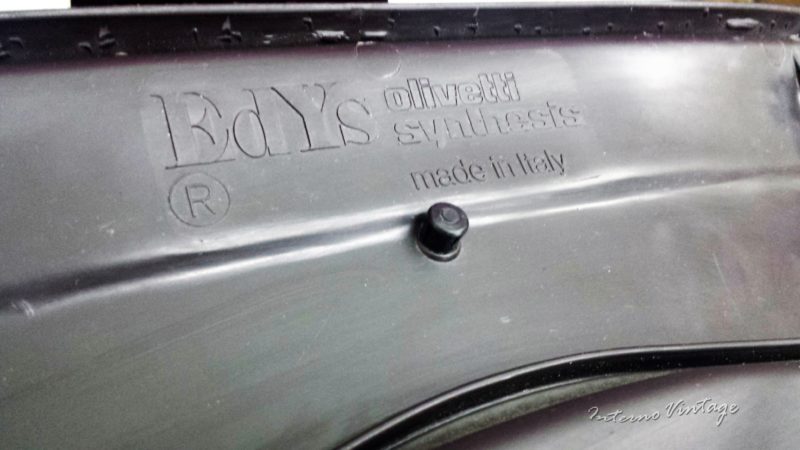 EdYs
®
olivetti
synthesis
made in Italy
Interno Vintage